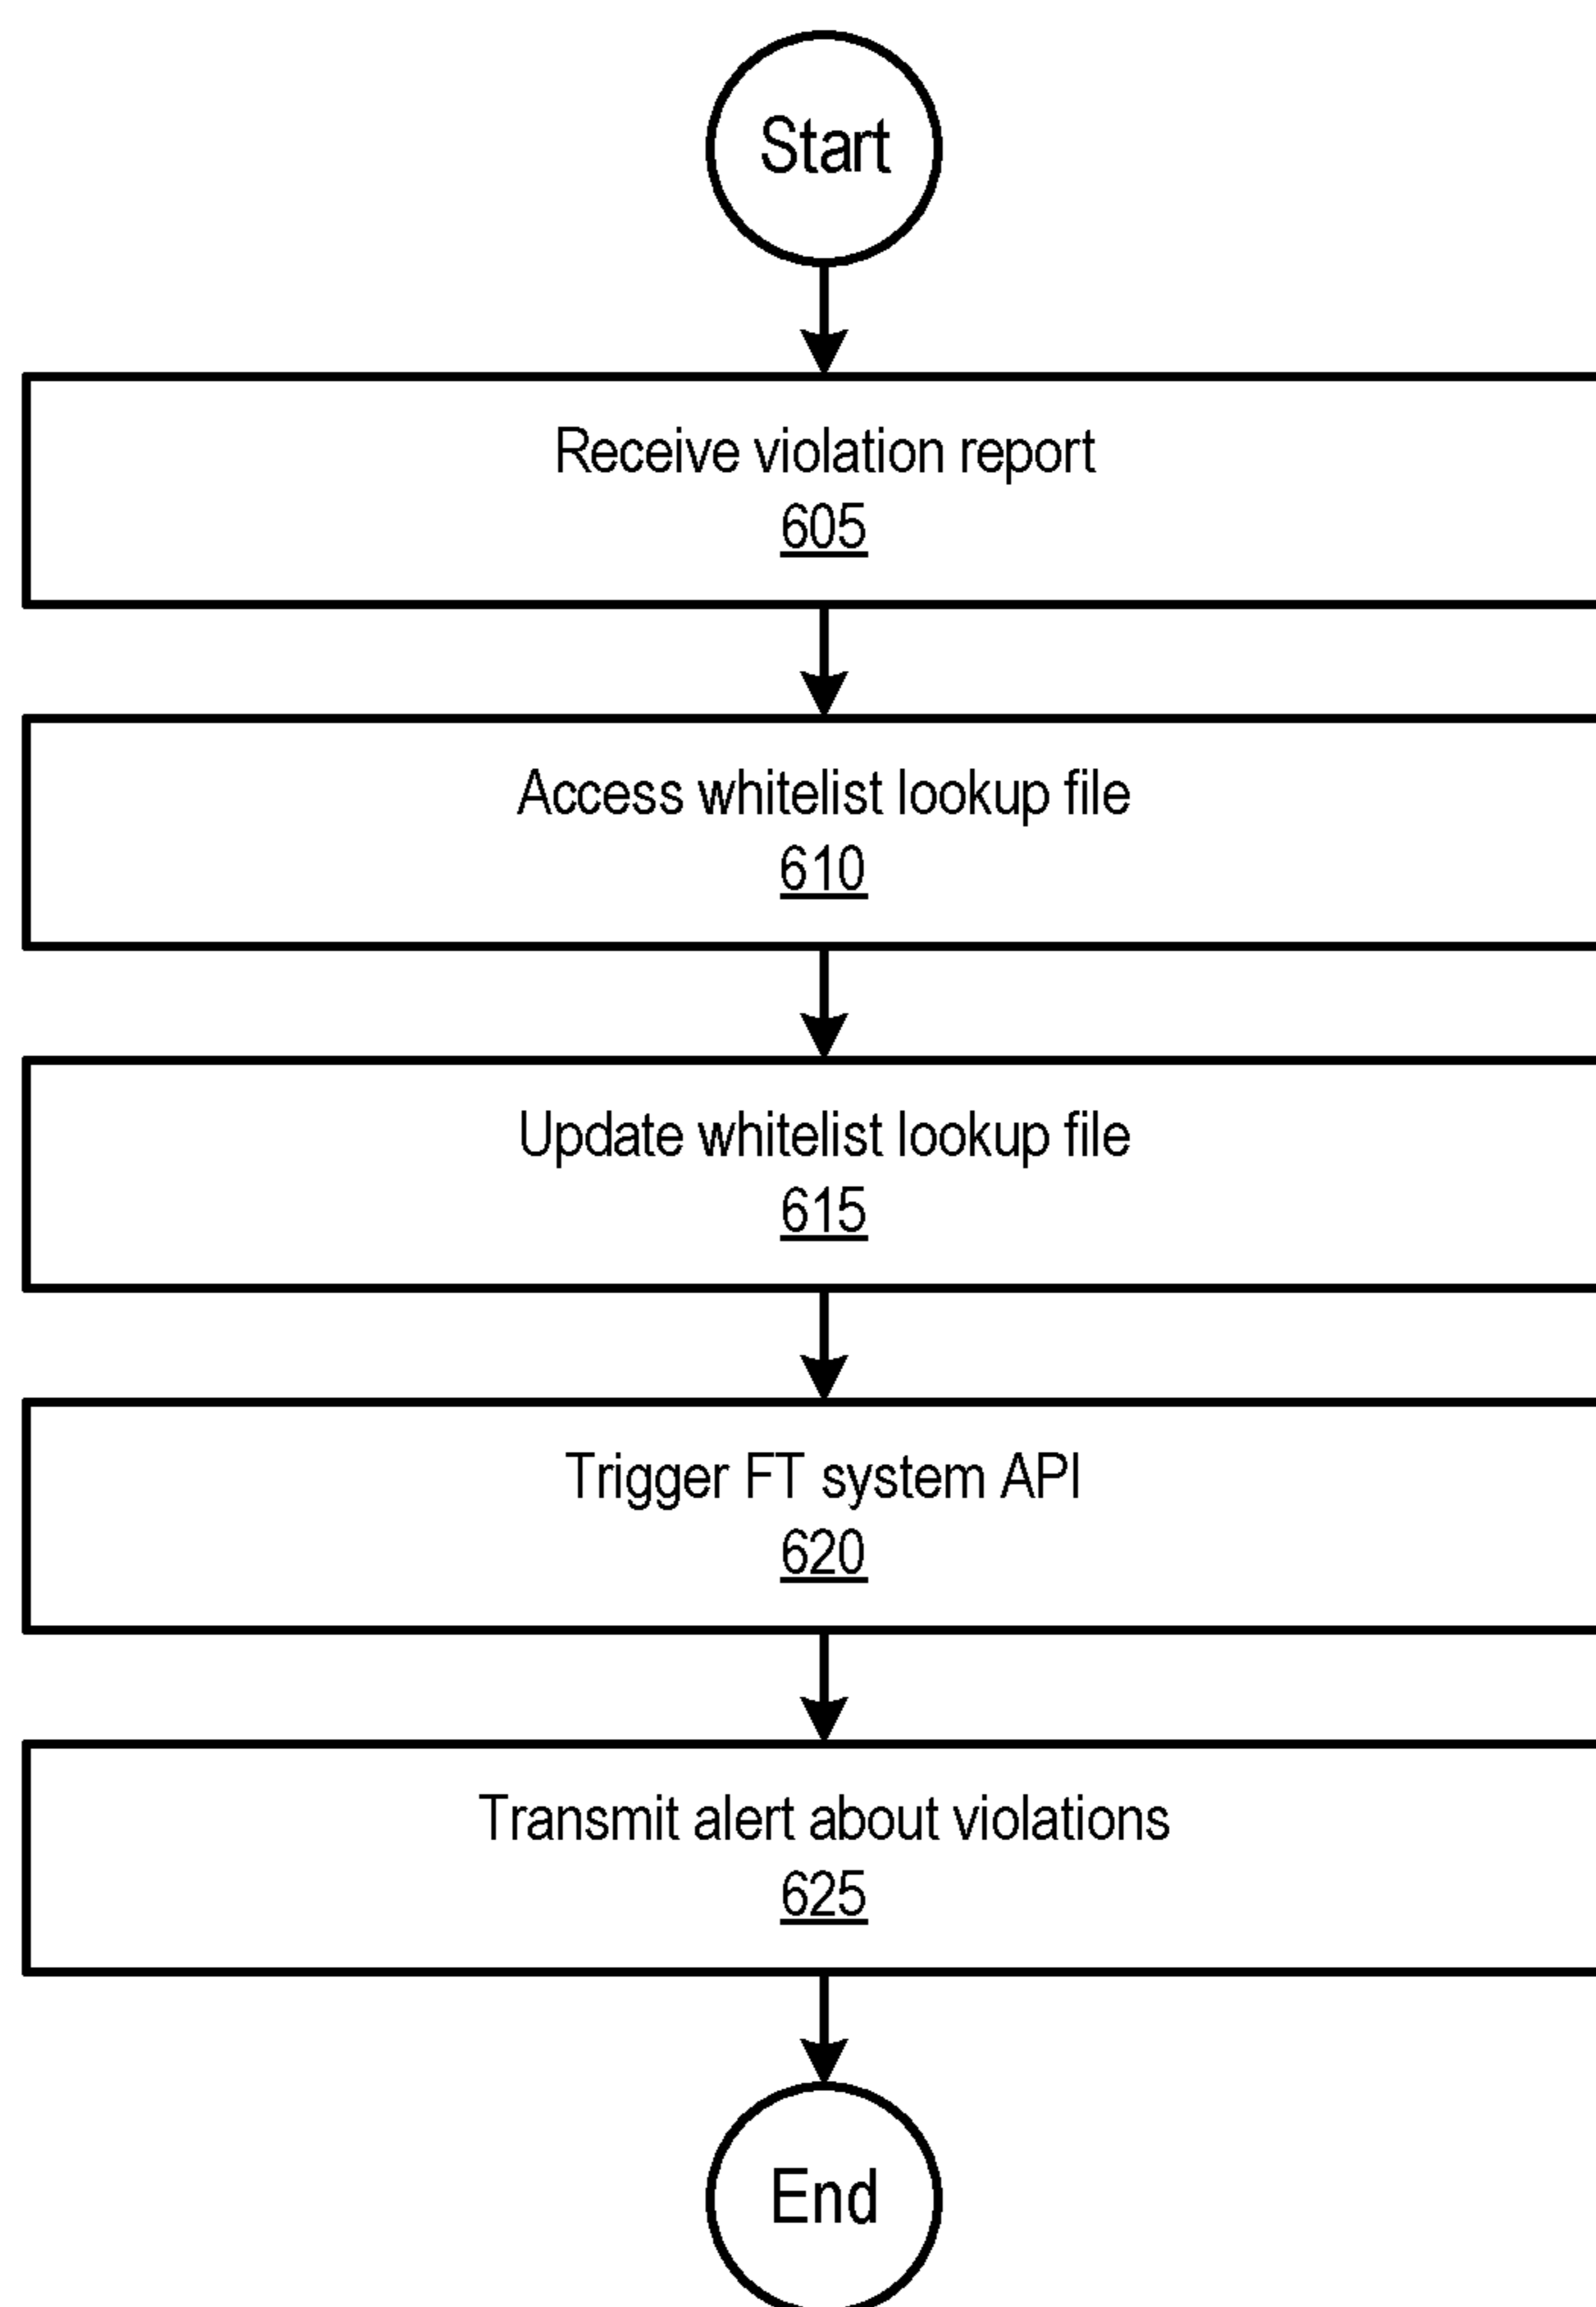 Start
Receive violation report
605
Access whitelist lookup file
610
Update whitelist lookup file
615
Trigger FT system API
620
Transmit alert about violations
625
End